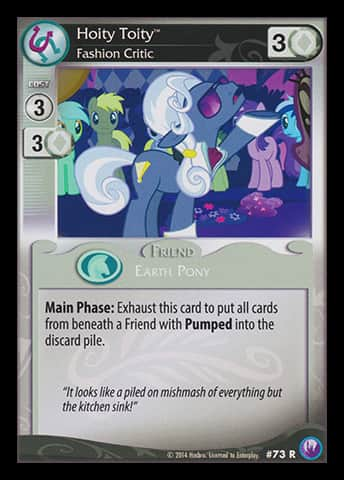 Hoity Toity™
Fashion Critic
3
COST
3
3
FRIEND
EARTH PONY
Main Phase: Exhaust this card to put all cards
from beneath a Friend with Pumped into the
discard pile.
"It looks like a piled on mishmash of everything but
the kitchen sink!"
© 2014 Hasbro. Licensed to Enterplay.
#73 R